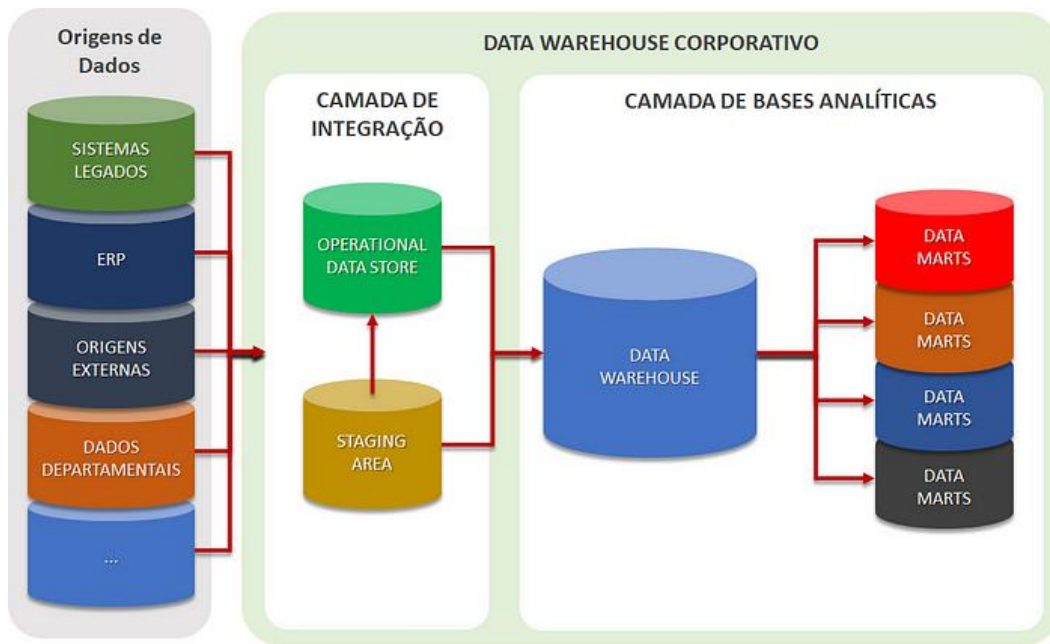 Origens de
Dados
SISTEMAS
LEGADOS
ERP
ORIGENS
EXTERNAS
DADOS
DEPARTAMENTAIS
...
DATA WAREHOUSE CORPORATIVO
CAMADA DE
INTEGRAÇÃO
OPERATIONAL
DATA STORE
STAGING
AREA
CAMADA DE BASES ANALÍTICAS
DATA
WAREHOUSE
DATA
MARTS
DATA
MARTS
DATA
MARTS
DATA
MARTS